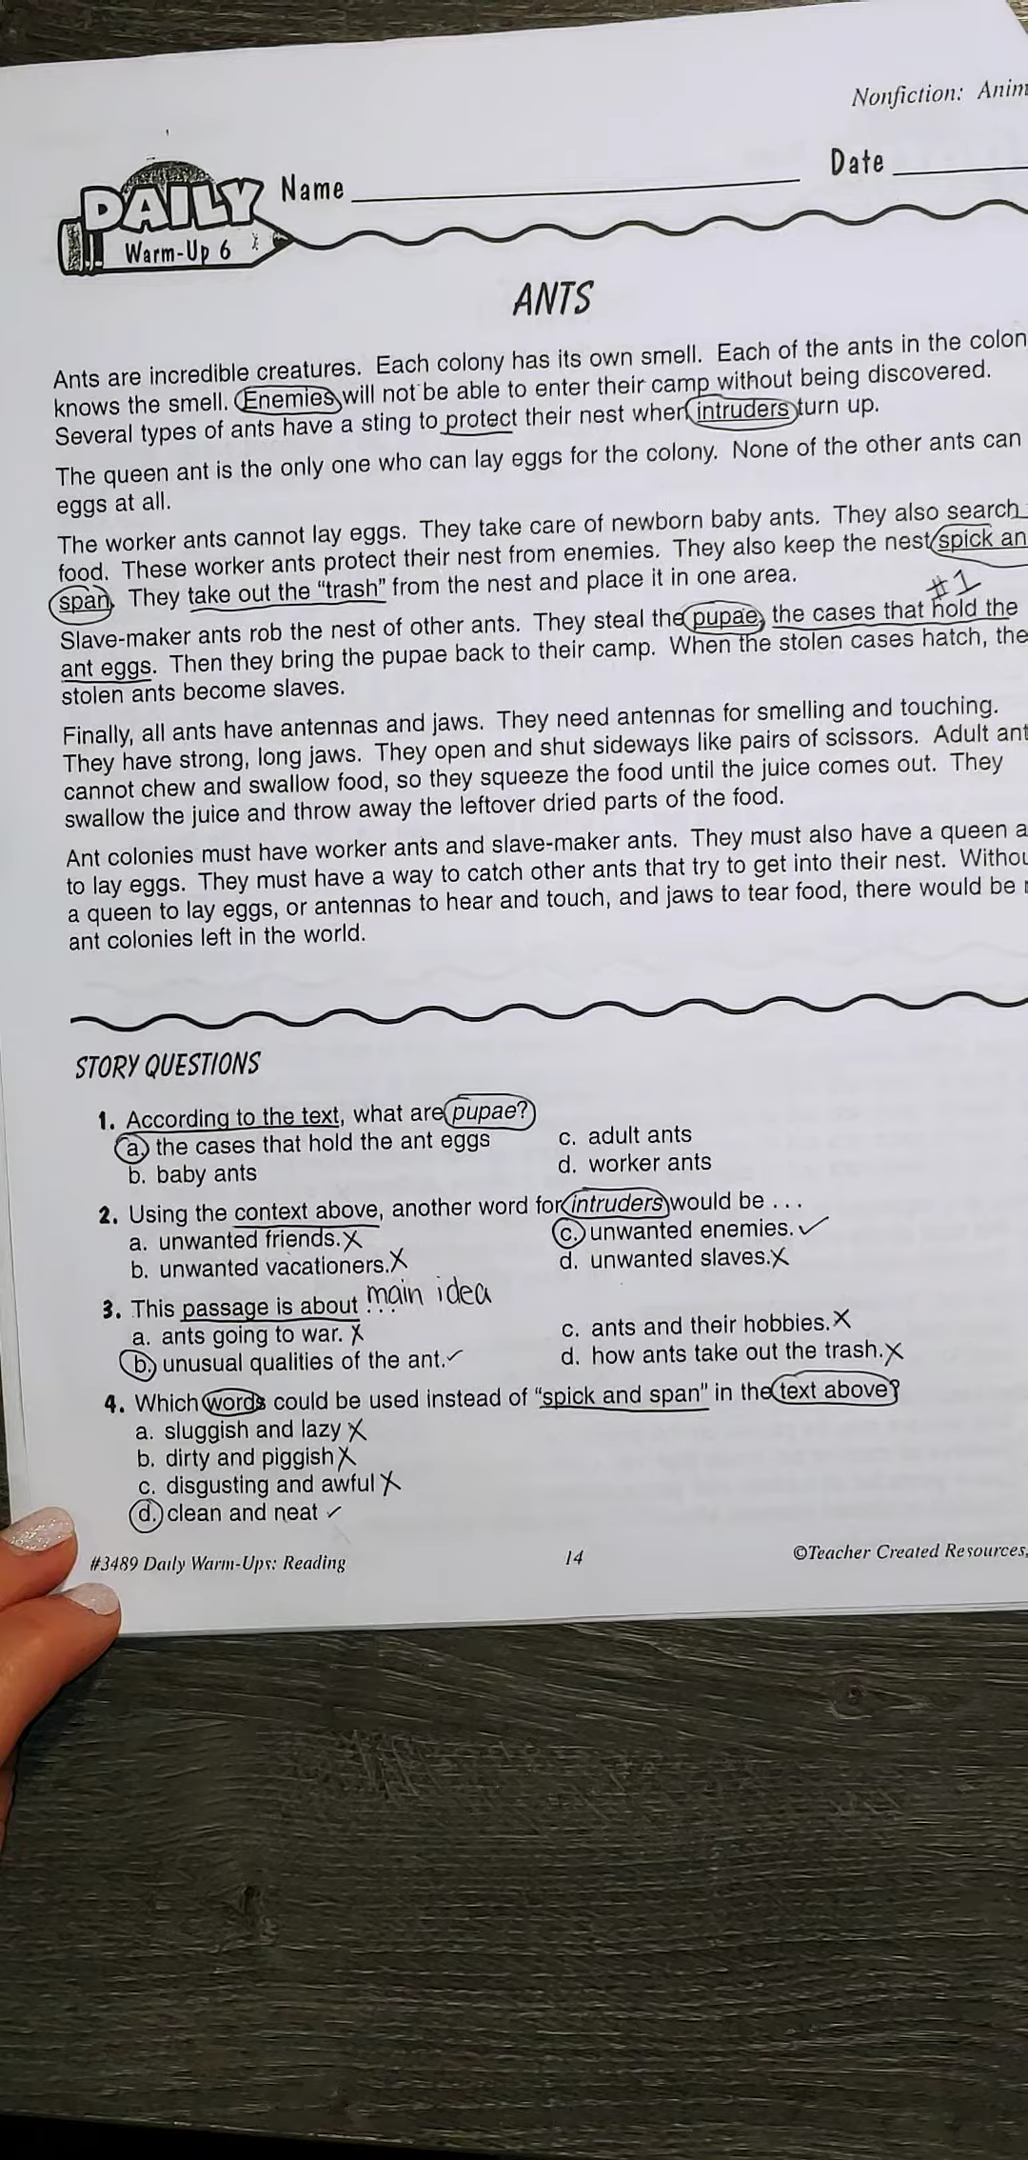 Nonfiction: Anim
DAILY
Warm-Up 6
Name
Date
ANTS
Ants are incredible creatures. Each colony has its own smell. Each of the ants in the colon
knows the smell. Enemies will not be able to enter their camp without being discovered.
Several types of ants have a sting to protect their nest when intruders turn up.
The queen ant is the only one who can lay eggs for the colony. None of the other ants can
eggs at all.
The worker ants cannot lay eggs. They take care of newborn baby ants. They also search
food. These worker ants protect their nest from enemies. They also keep the nest spick an
span. They take out the “trash” from the nest and place it in one area.
#1
Slave-maker ants rob the nest of other ants. They steal the pupae, the cases that hold the
ant eggs. Then they bring the pupae back to their camp. When the stolen cases hatch, the
stolen ants become slaves.
Finally, all ants have antennas and jaws. They need antennas for smelling and touching.
They have strong, long jaws. They open and shut sideways like pairs of scissors. Adult ant
cannot chew and swallow food, so they squeeze the food until the juice comes out. They
swallow the juice and throw away the leftover dried parts of the food.
Ant colonies must have worker ants and slave-maker ants. They must also have a queen a
to lay eggs. They must have a way to catch other ants that try to get into their nest. Withou
a queen to lay eggs, or antennas to hear and touch, and jaws to tear food, there would be
ant colonies left in the world.
STORY QUESTIONS
1. According to the text, what are pupae?
a. the cases that hold the ant eggs
c. adult ants
b. baby ants
d. worker ants
2. Using the context above, another word for intruders would be . . .
a. unwanted friends. X
c. unwanted enemies. ✓
b. unwanted vacationers. X
d. unwanted slaves. X
3. This passage is about . . . main idea
a. ants going to war. X
c. ants and their hobbies. X
b. unusual qualities of the ant. ✓
d. how ants take out the trash. X
4. Which words could be used instead of “spick and span” in the text above?
a. sluggish and lazy X
b. dirty and piggish X
c. disgusting and awful X
d. clean and neat ✓
#3489 Daily Warm-Ups: Reading
14
©Teacher Created Resources,